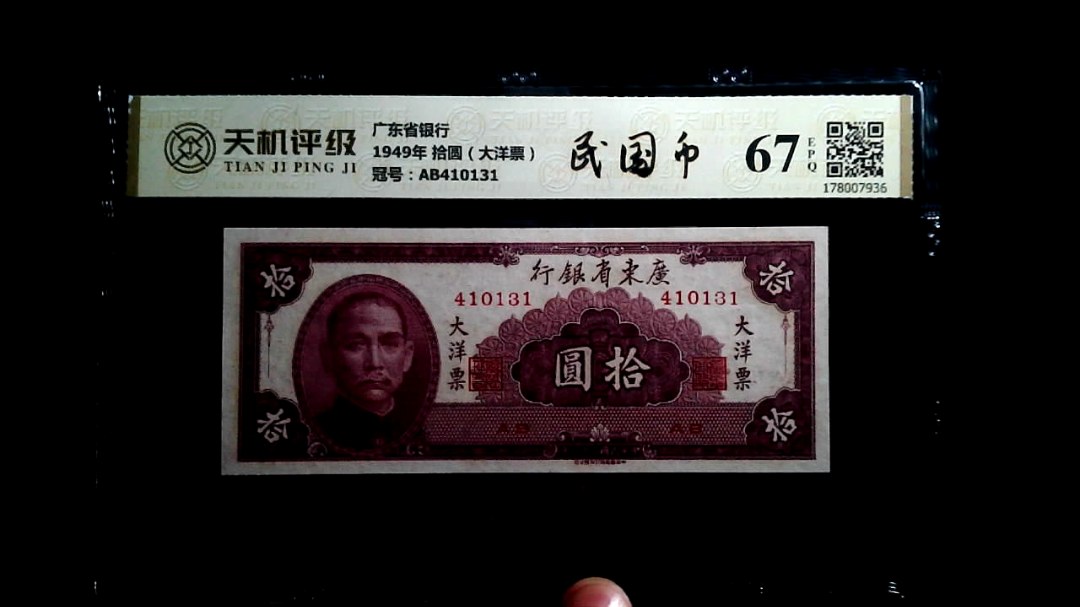 天机评级
TIAN JI PING JI
广东省银行
1949年 拾圆（大洋票）
冠号：AB410131
民国币
67
EPQ
178007936
行銀省東廣
410131 410131
拾 拾
大洋票 大洋票
圓拾
AB AB
拾 拾